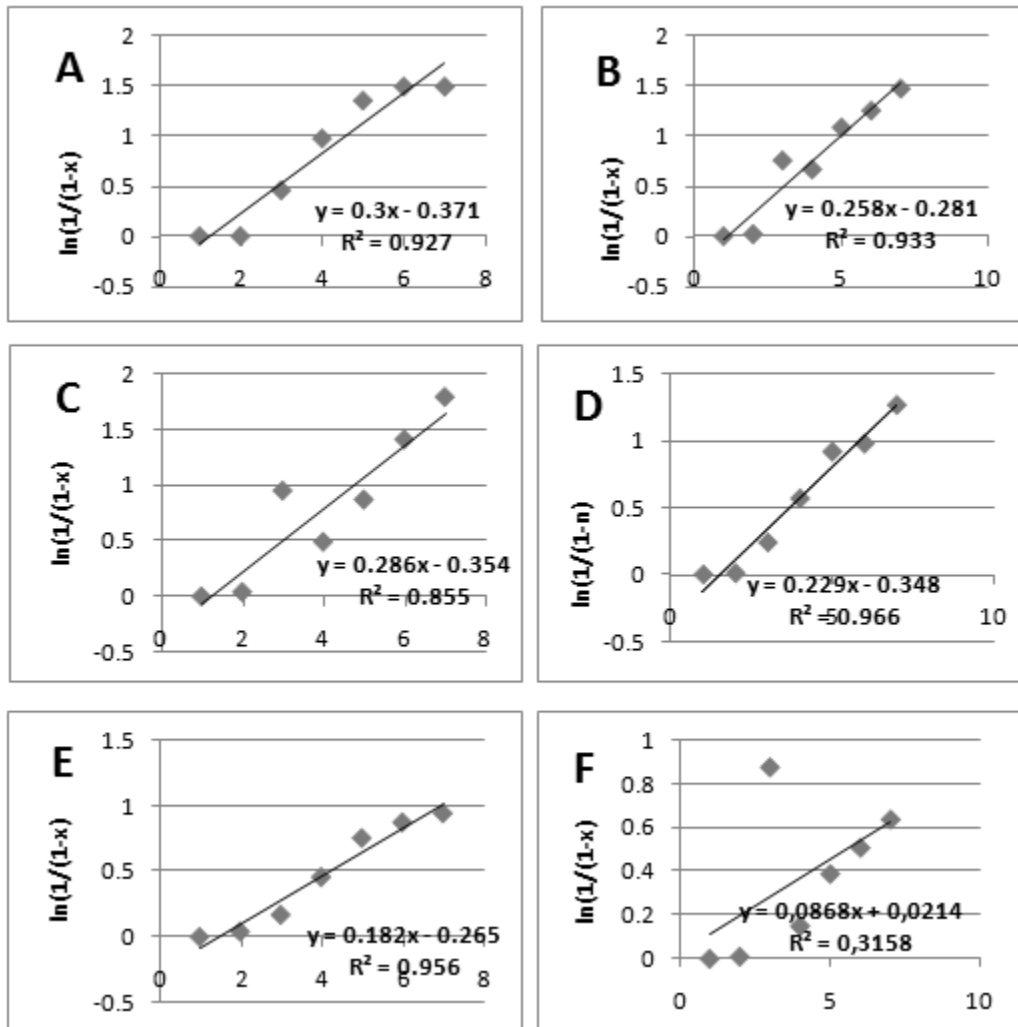 A
2
1.5
1
0.5
0
-0.5
ln(1/(1-x)
y = 0.3x - 0.371
R² = 0.927
0 2 4 6 8
B
2
1.5
1
0.5
0
-0.5
ln(1/(1-x)
y = 0.258x - 0.281
R² = 0.933
0 5 10
C
2
1.5
1
0.5
0
-0.5
ln(1/(1-x)
y = 0.286x - 0.354
R² = 0.855
0 2 4 6 8
D
1.5
1
0.5
0
-0.5
ln(1/(1-n)
y = 0.229x - 0.348
R² = 0.966
0 5 10
E
1.5
1
0.5
0
-0.5
ln(1/(1-x)
y = 0.182x - 0.265
R² = 0.956
0 2 4 6 8
F
1
0.8
0.6
0.4
0.2
0
ln(1/(1-x)
y = 0,0868x + 0,0214
R² = 0,3158
0 5 10